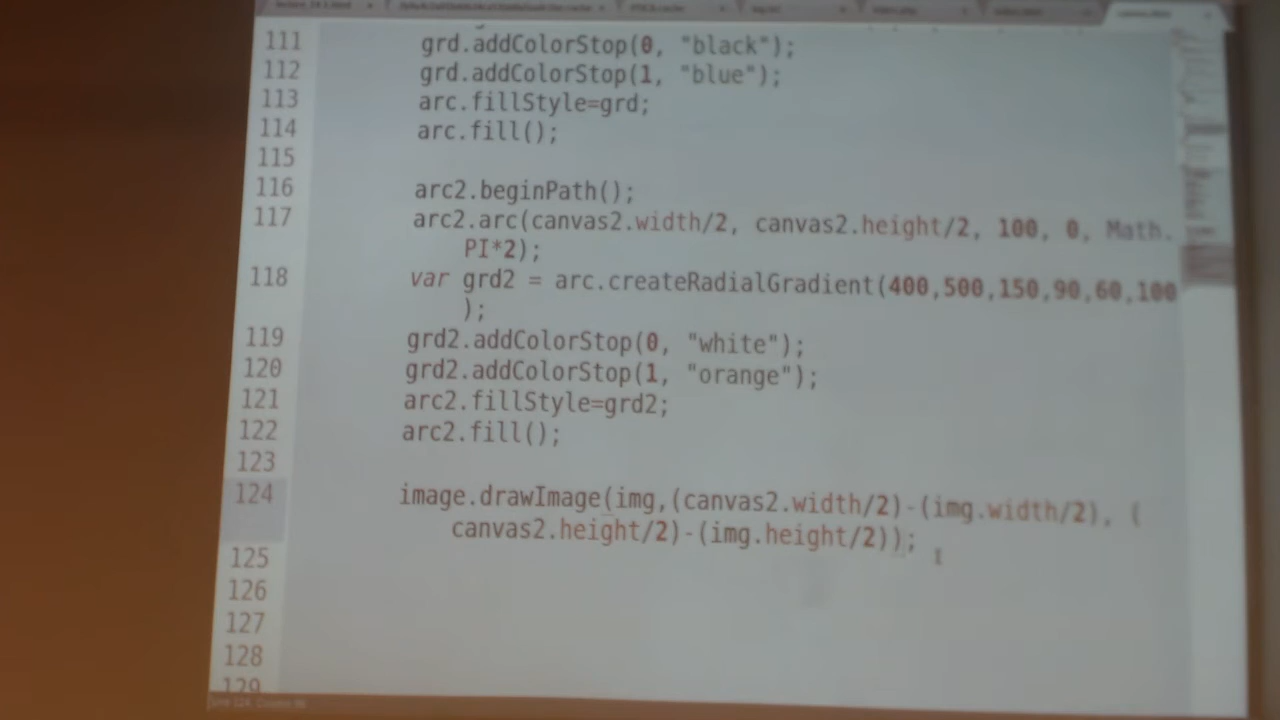 111 grd.addColorStop(0, "black");
112 grd.addColorStop(1, "blue");
113 arc.fillStyle=grd;
114 arc.fill();
115
116 arc2.beginPath();
117 arc2.arc(canvas2.width/2, canvas2.height/2, 100, 0, Math.
PI*2);
118 var grd2 = arc.createRadialGradient(400,500,150,90,60,100
);
119 grd2.addColorStop(0, "white");
120 grd2.addColorStop(1, "orange");
121 arc2.fillStyle=grd2;
122 arc2.fill();
123
124 image.drawImage(img,(canvas2.width/2)-(img.width/2), (
canvas2.height/2)-(img.height/2));
125
126
127
128
129